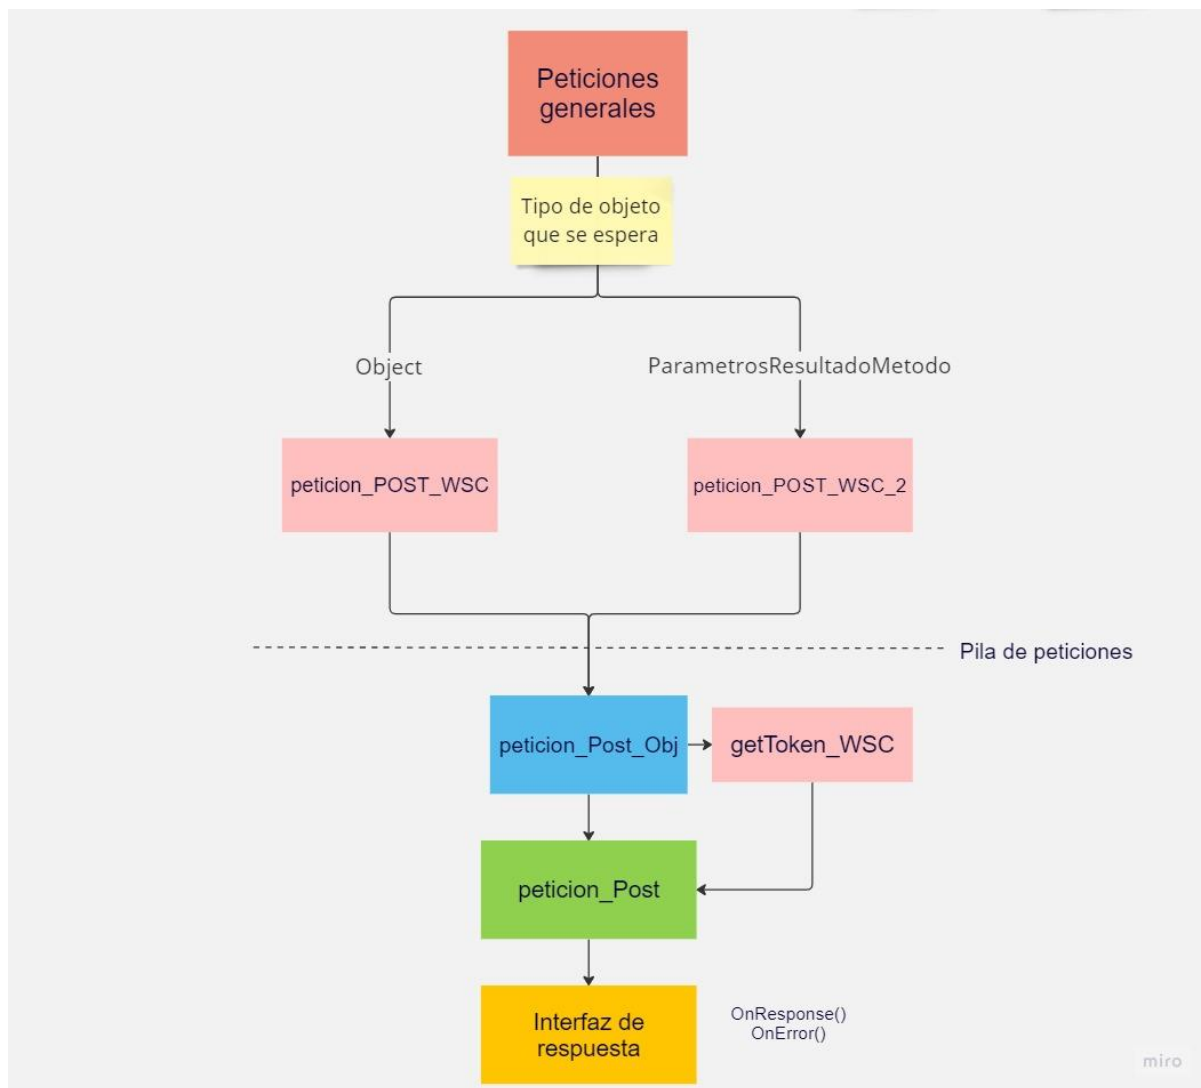 Peticiones
generales
Tipo de objeto
que se espera
Object
ParametrosResultadoMetodo
peticion_POST_WSC
peticion_POST_WSC_2
Pila de peticiones
peticion_Post_Obj
getToken_WSC
peticion_Post
Interfaz de
respuesta
OnResponse()
OnError()
miro